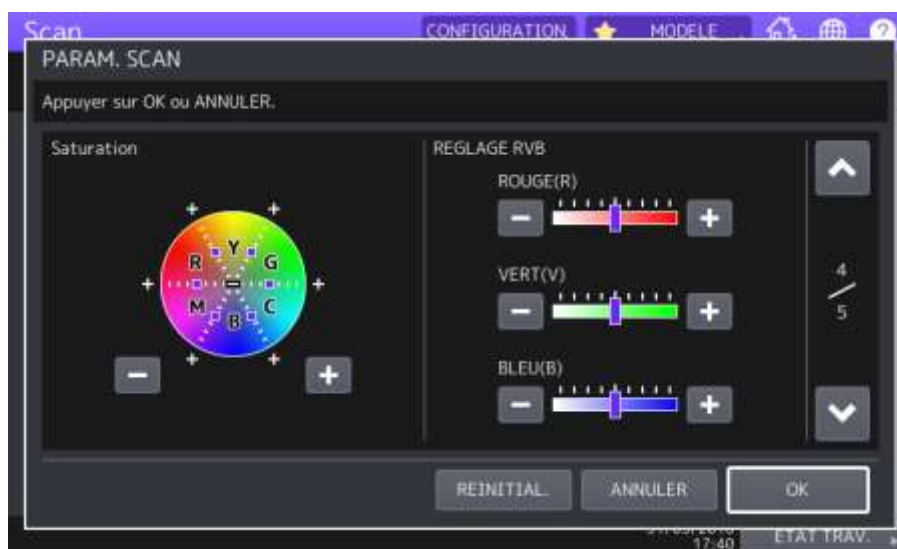 Scan
CONFIGURATION
MODELE
?
PARAM. SCAN
Appuyer sur OK ou ANNULER.
Saturation
REGLAGE RVB
ROUGE(R)
VERT(V)
BLEU(B)
Y
R
G
M
C
B
4
5
REINITIAL.
ANNULER
OK
17:40
ETAT TRAV.